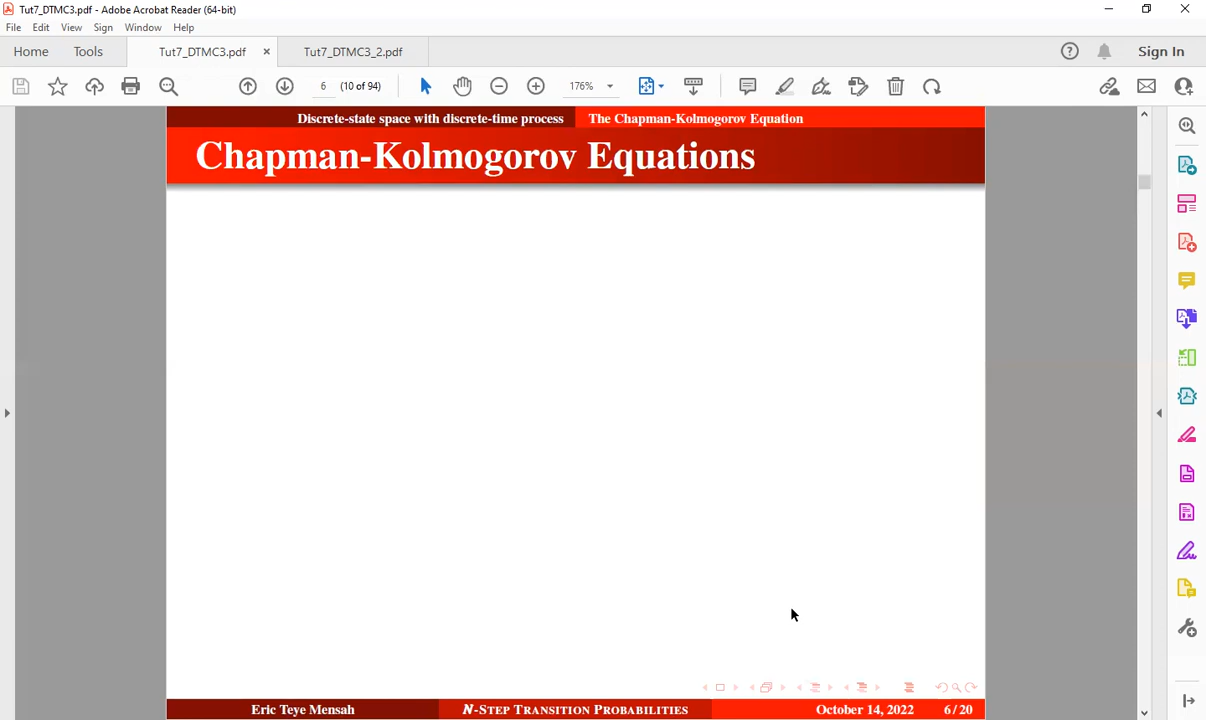 Tut7_DTMC3.pdf - Adobe Acrobat Reader (64-bit)
File Edit View Sign Window Help
Home Tools Tut7_DTMC3.pdf × Tut7_DTMC3_2.pdf Sign In
6 (10 of 94) 176%
Discrete-state space with discrete-time process The Chapman-Kolmogorov Equation
Chapman-Kolmogorov Equations
Eric Teye Mensah N-STEP TRANSITION PROBABILITIES October 14, 2022 6 / 20